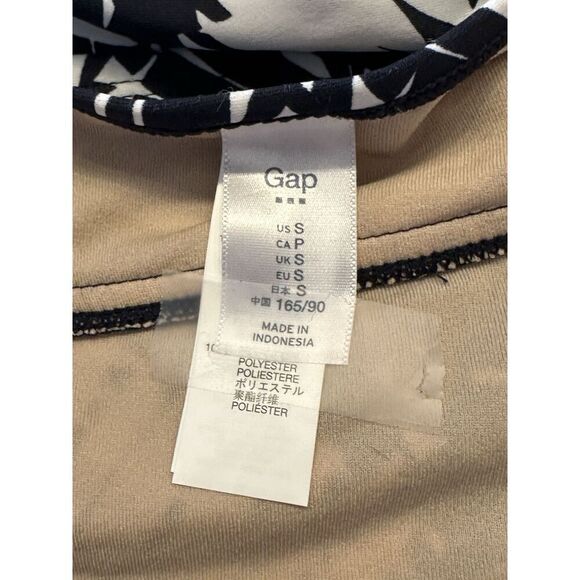 Gap
US S
CA P
UK S
EU S
日本 S
中国 165/90
MADE IN
INDONESIA
10
POLYESTER
POLIESTERE
ポリエステル
聚酯纤维
POLIÉSTER